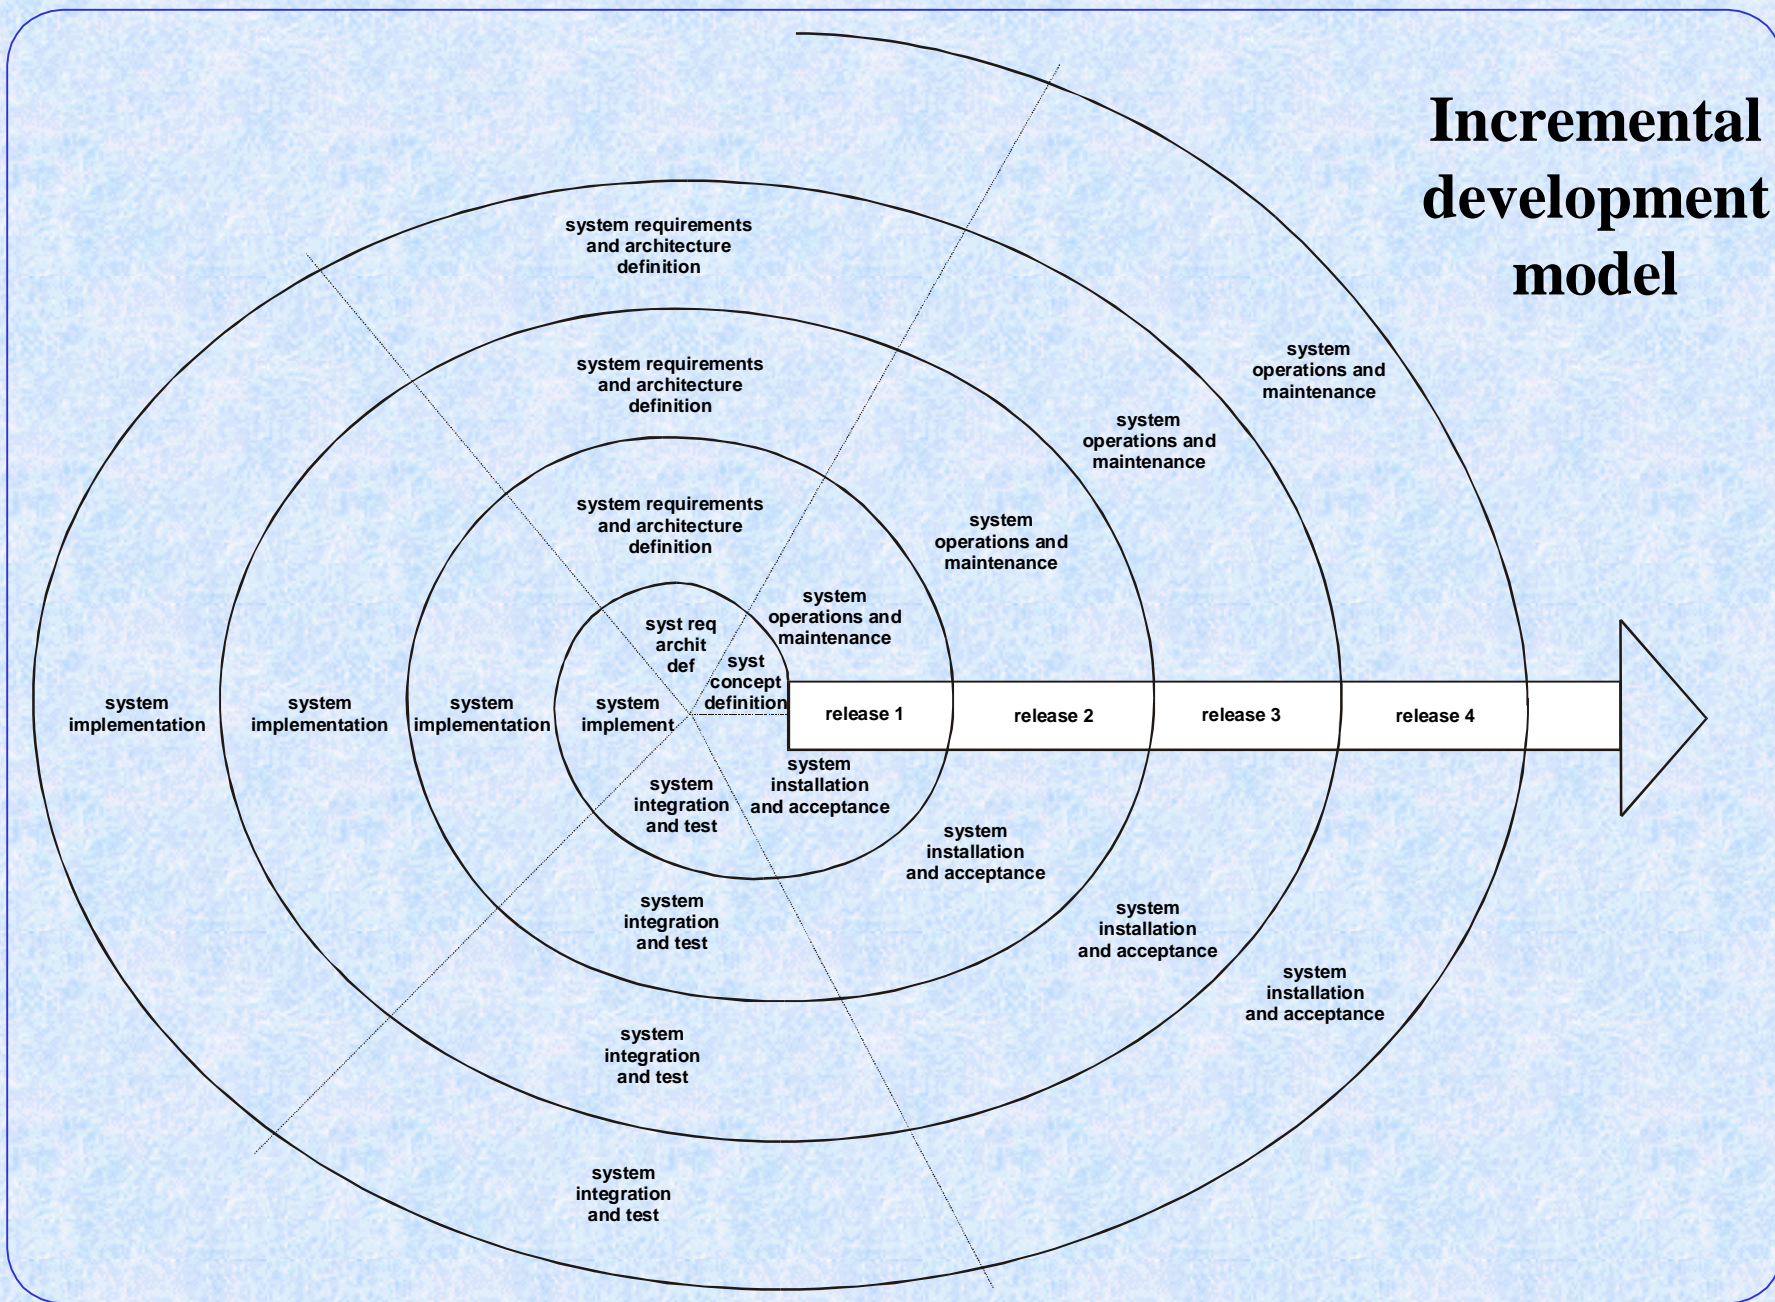 Incremental
development
model
system requirements
and architecture
definition
system requirements
and architecture
definition
system requirements
and architecture
definition
syst req
archit
def
syst
concept
definition
system
operations and
maintenance
system
operations and
maintenance
system
operations and
maintenance
system
operations and
maintenance
system
implementation
system
implementation
system
implementation
system
implement
release 1
release 2
release 3
release 4
system
integration
and test
system
installation
and acceptance
system
integration
and test
system
installation
and acceptance
system
integration
and test
system
installation
and acceptance
system
integration
and test
system
installation
and acceptance